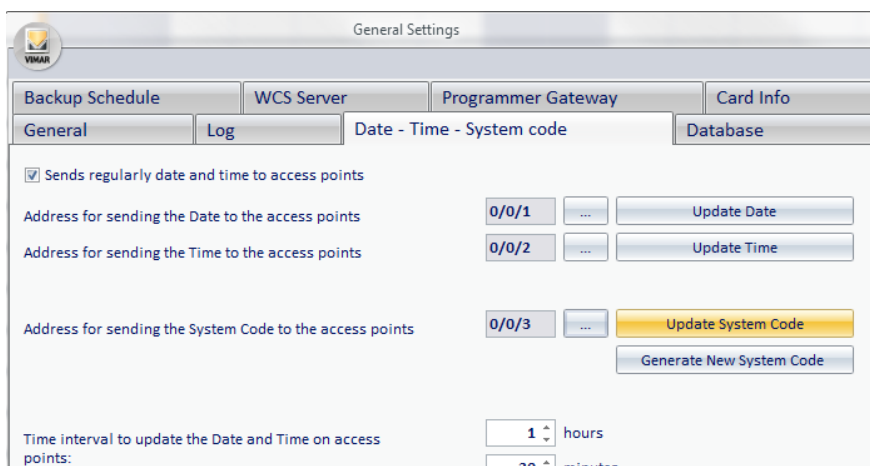 General Settings
VIMAR
Backup Schedule WCS Server Programmer Gateway Card Info
General Log Date - Time - System code Database
Sends regularly date and time to access points
Address for sending the Date to the access points 0/0/1 ... Update Date
Address for sending the Time to the access points 0/0/2 ... Update Time
Address for sending the System Code to the access points 0/0/3 ... Update System Code
Generate New System Code
Time interval to update the Date and Time on access 1 hours
points: